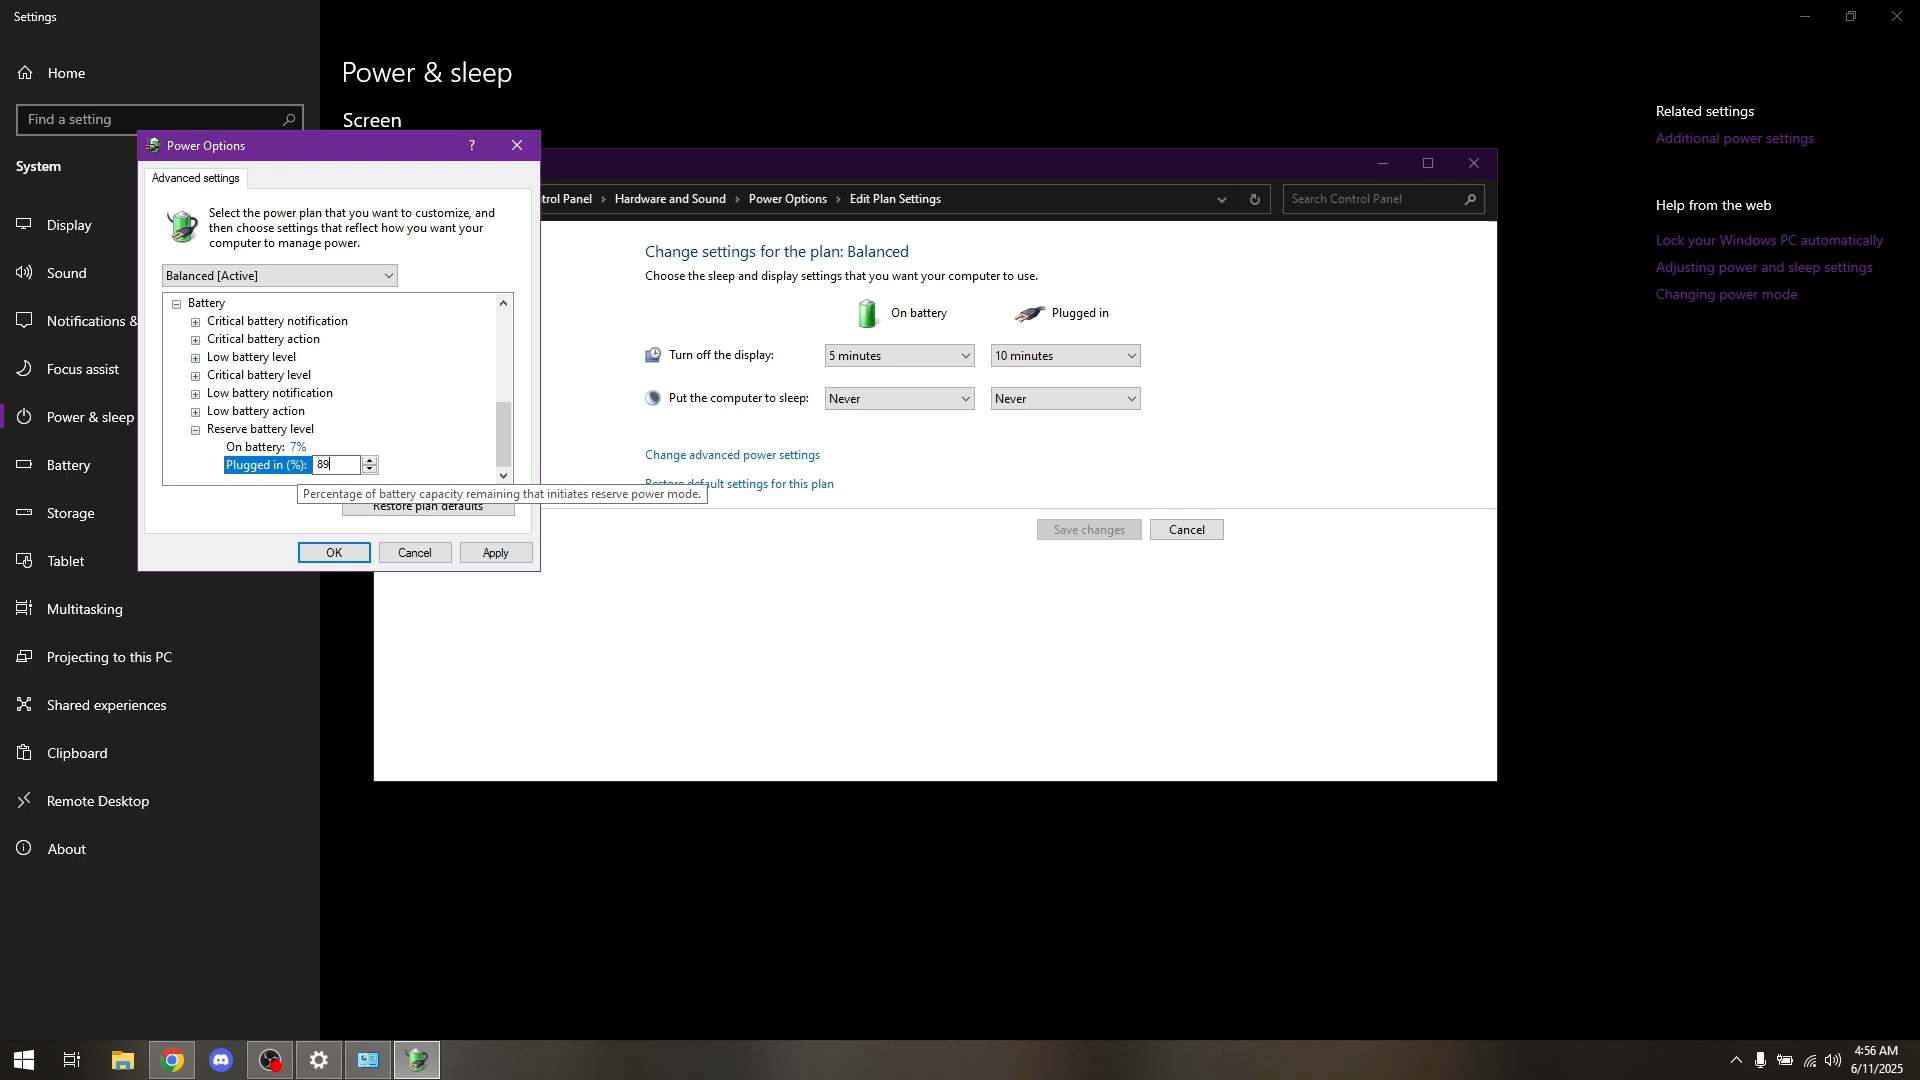 Settings
Home
Find a setting
System
Display
Sound
Notifications &
Focus assist
Power & sleep
Battery
Storage
Tablet
Multitasking
Projecting to this PC
Shared experiences
Clipboard
Remote Desktop
About
Power & sleep
Screen
Power Options
?
Advanced settings
Select the power plan that you want to customize, and
then choose settings that reflect how you want your
computer to manage power.
Balanced [Active]
Battery
Critical battery notification
Critical battery action
Low battery level
Critical battery level
Low battery notification
Low battery action
Reserve battery level
On battery: 7%
Plugged in (%): 89
Percentage of battery capacity remaining that initiates reserve power mode.
Restore plan defaults
OK
Cancel
Apply
trol Panel > Hardware and Sound > Power Options > Edit Plan Settings
Search Control Panel
Change settings for the plan: Balanced
Choose the sleep and display settings that you want your computer to use.
On battery
Plugged in
Turn off the display: 5 minutes 10 minutes
Put the computer to sleep: Never Never
Change advanced power settings
Restore default settings for this plan
Save changes
Cancel
Related settings
Additional power settings
Help from the web
Lock your Windows PC automatically
Adjusting power and sleep settings
Changing power mode
4:56 AM
6/11/2025